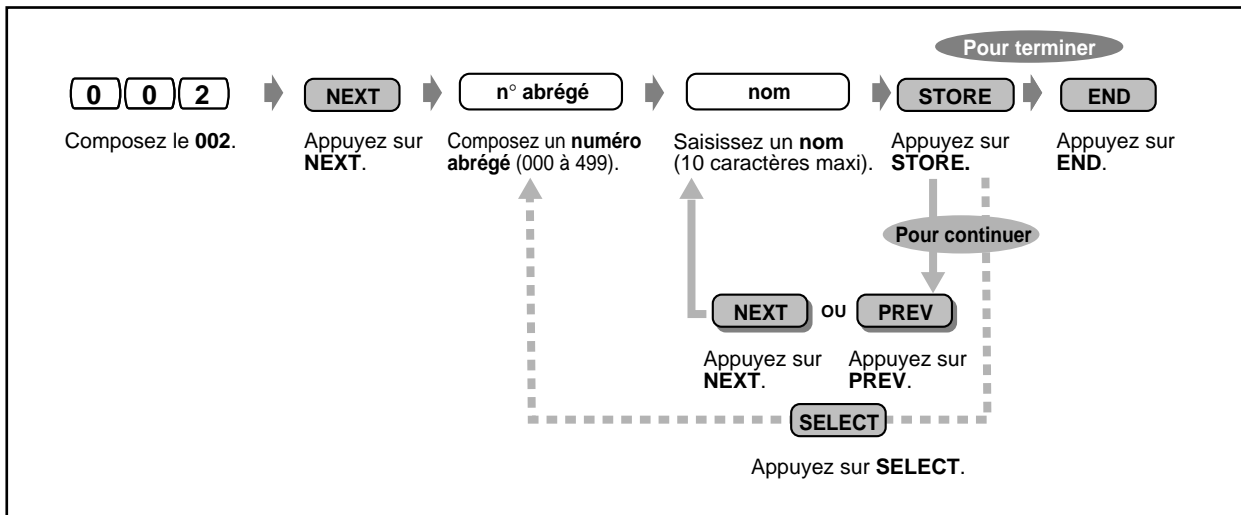 Pour terminer
0 0 2 NEXT n° abrégé nom STORE END
Composez le 002.
Appuyez sur
NEXT.
Composez un numéro
abrégé (000 à 499).
Saisissez un nom
(10 caractères maxi).
Appuyez sur
STORE.
Appuyez sur
END.
Pour continuer
NEXT OU PREV
Appuyez sur
NEXT.
Appuyez sur
PREV.
SELECT
Appuyez sur SELECT.